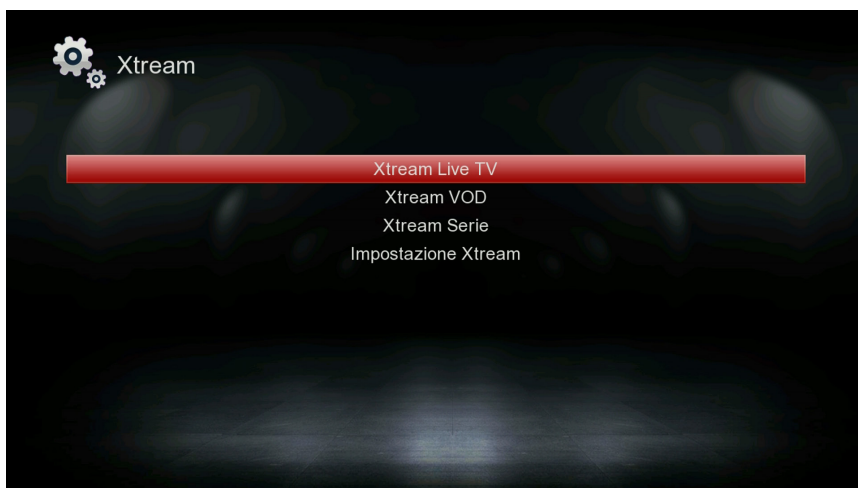 Xtream
Xtream Live TV
Xtream VOD
Xtream Serie
Impostazione Xtream